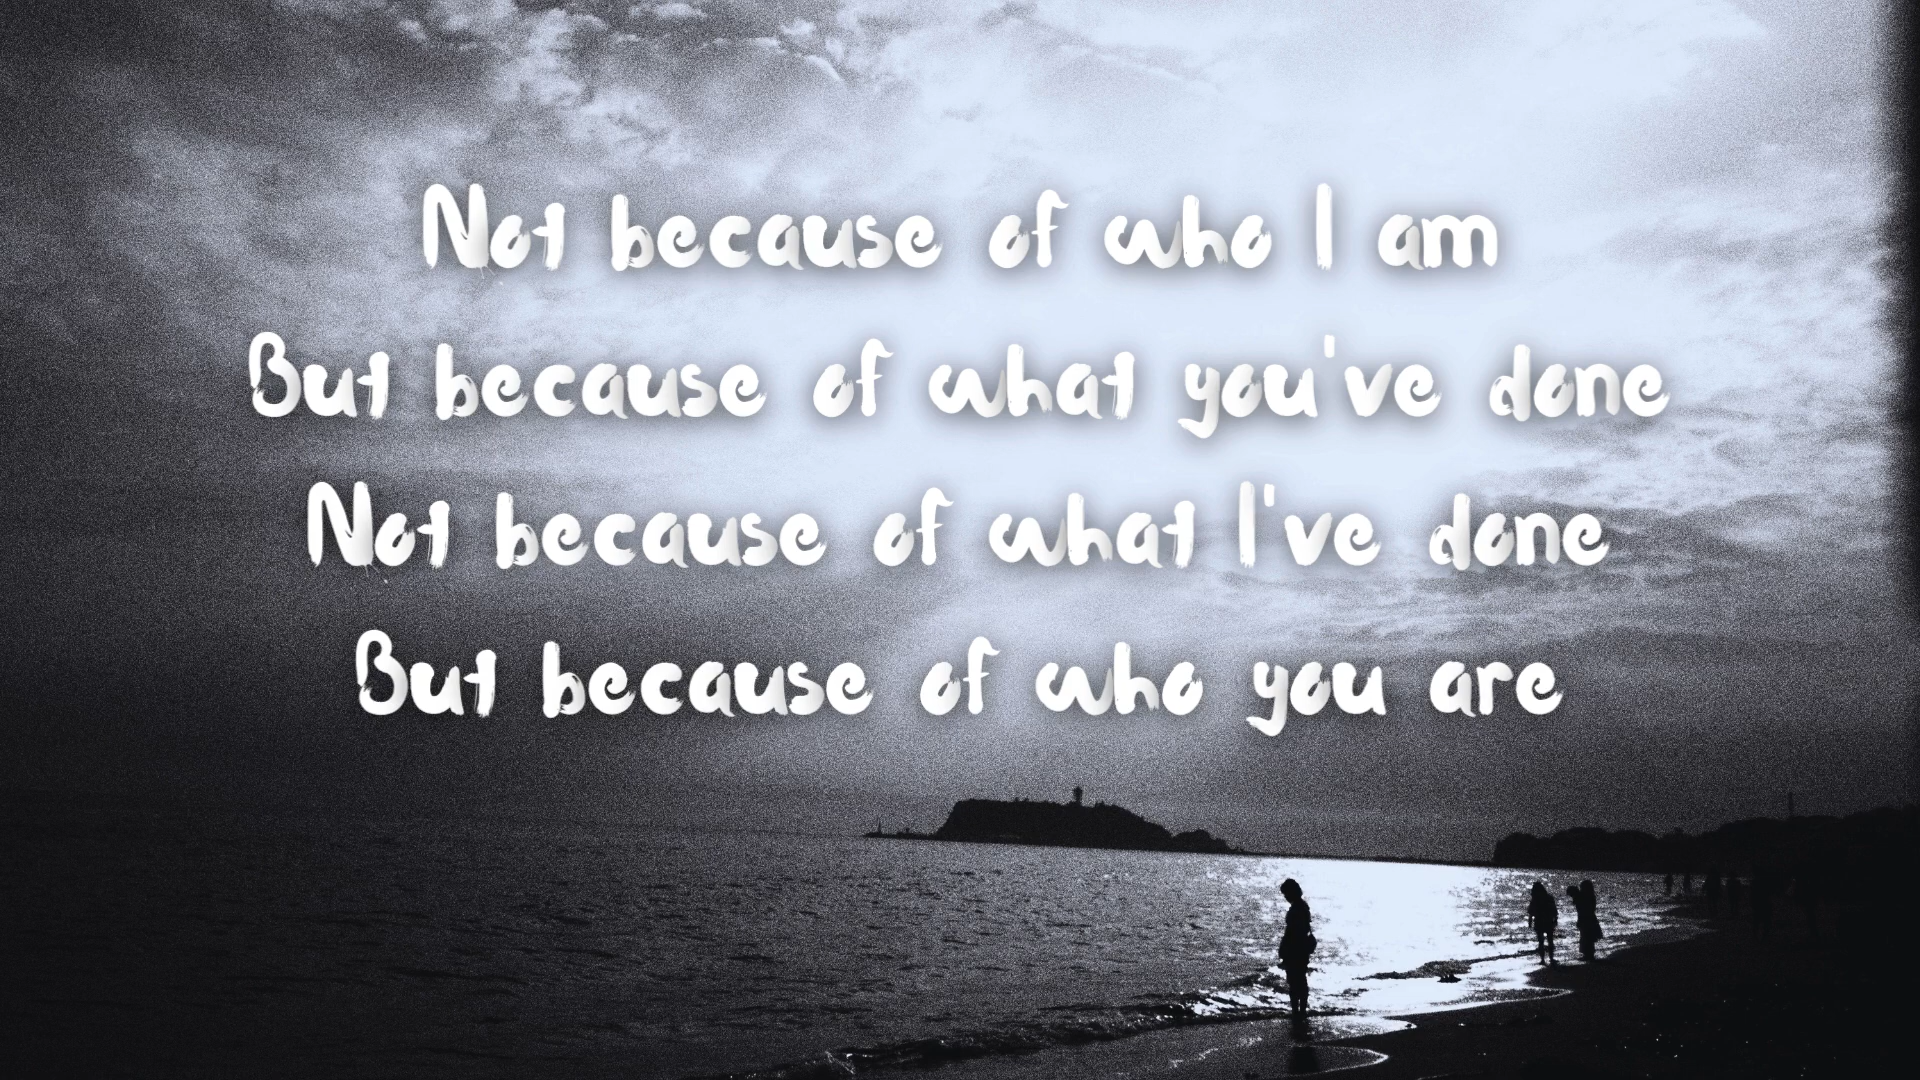 Not because of who I am
But because of what you've done
Not because of what I've done
But because of who you are